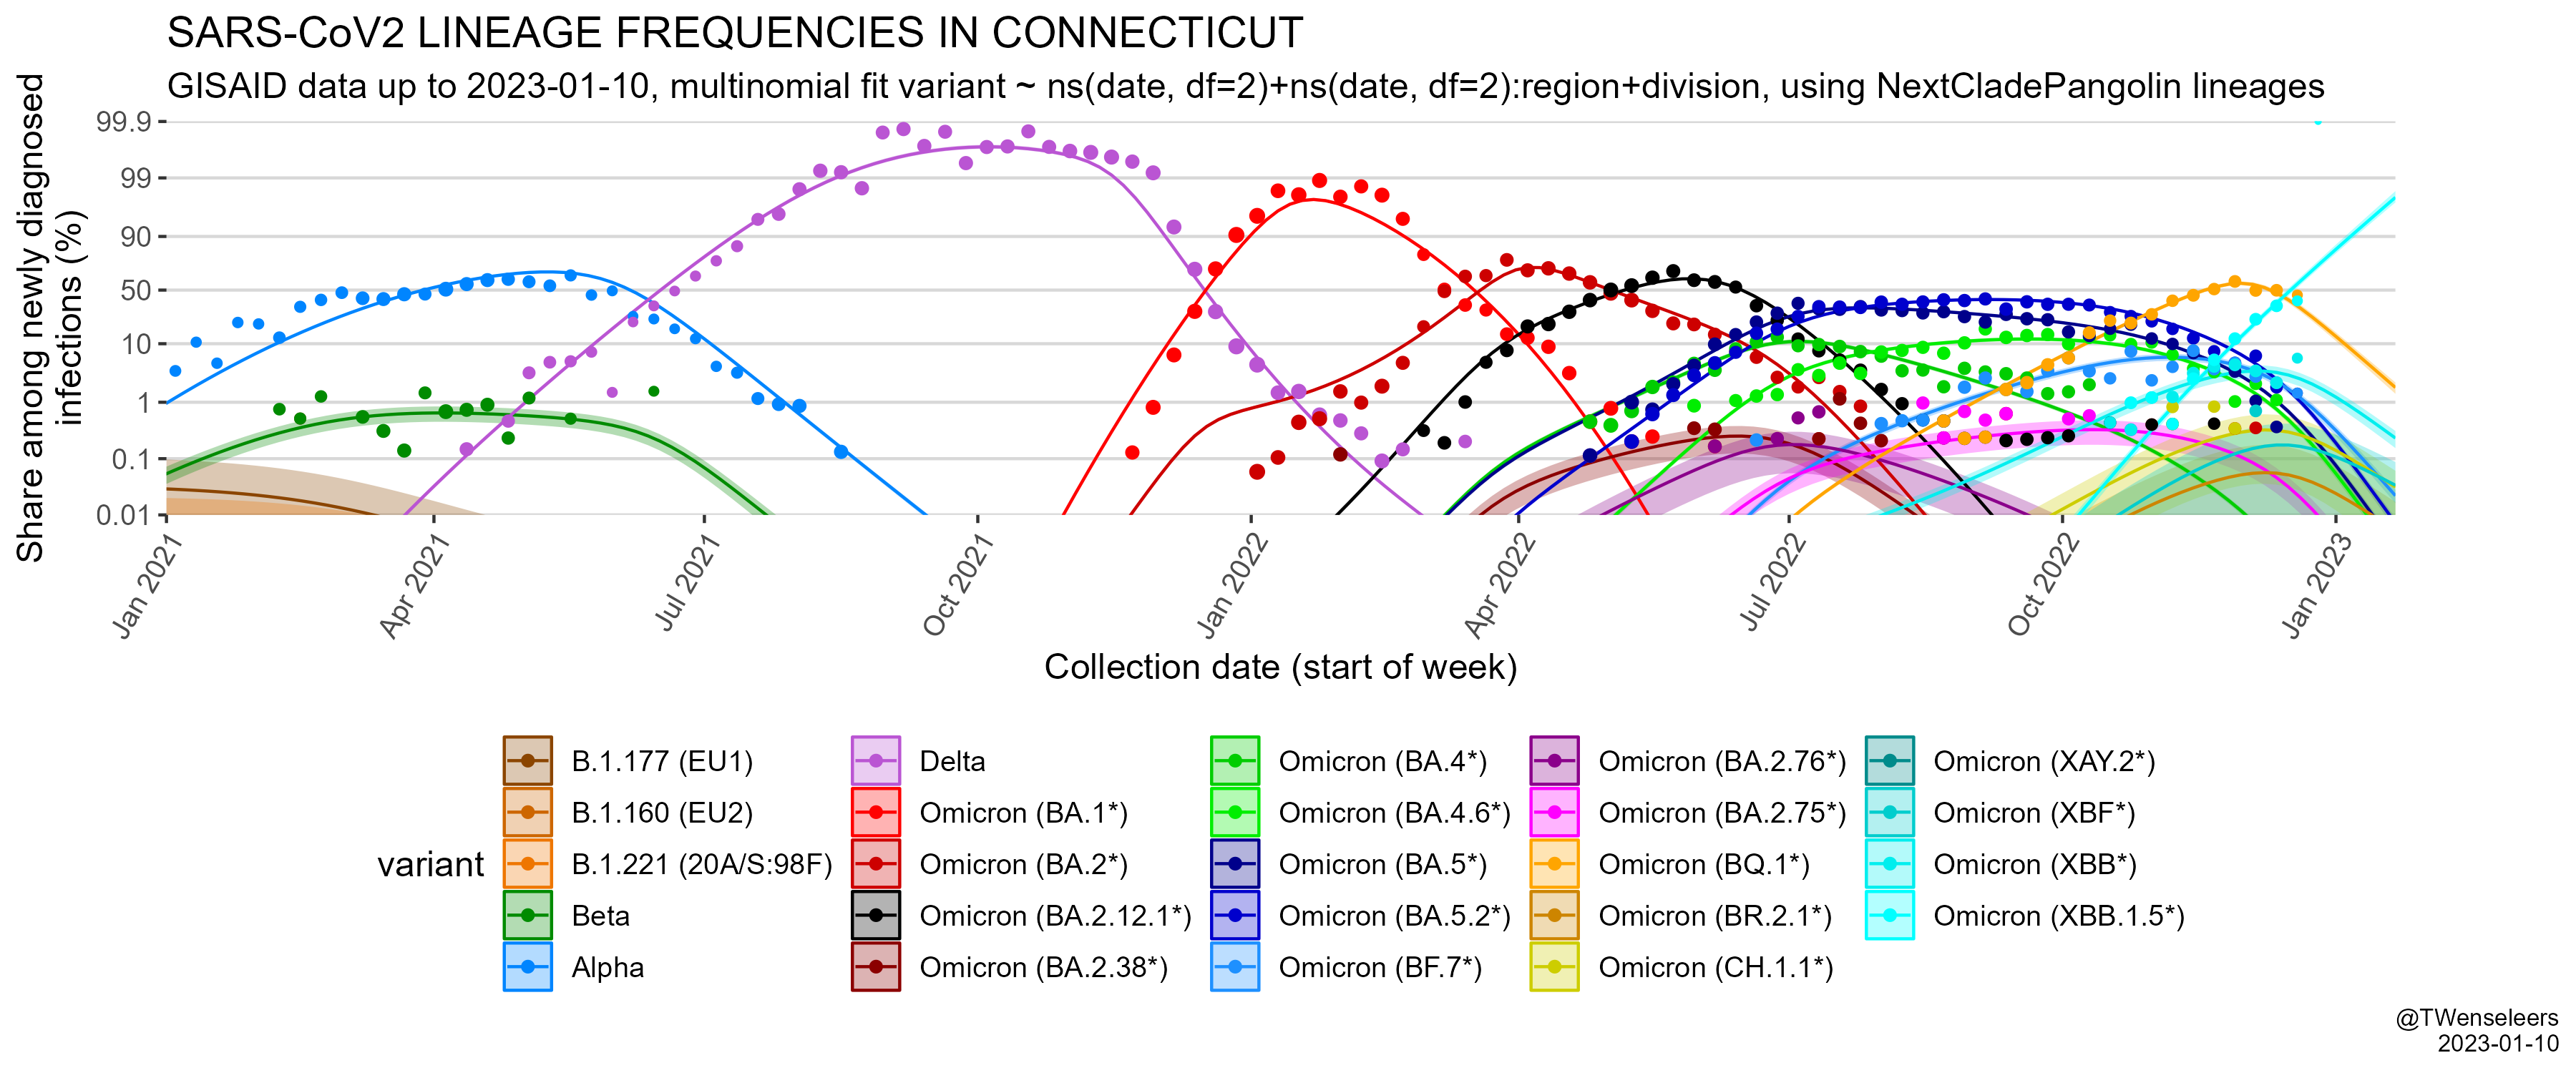 SARS-CoV2 LINEAGE FREQUENCIES IN CONNECTICUT
GISAID data up to 2023-01-10, multinomial fit variant ~ ns(date, df=2)+ns(date, df=2):region+division, using NextCladePangolin lineages
Share among newly diagnosed
infections (%)
99.9
99
90
50
10
1
0.1
0.01
Jan 2021
Apr 2021
Jul 2021
Oct 2021
Jan 2022
Apr 2022
Jul 2022
Oct 2022
Jan 2023
Collection date (start of week)
variant
B.1.177 (EU1)
B.1.160 (EU2)
B.1.221 (20A/S:98F)
Beta
Alpha
Delta
Omicron (BA.1*)
Omicron (BA.2*)
Omicron (BA.2.12.1*)
Omicron (BA.2.38*)
Omicron (BA.4*)
Omicron (BA.4.6*)
Omicron (BA.5*)
Omicron (BA.5.2*)
Omicron (BF.7*)
Omicron (BA.2.76*)
Omicron (BA.2.75*)
Omicron (BQ.1*)
Omicron (BR.2.1*)
Omicron (CH.1.1*)
Omicron (XAY.2*)
Omicron (XBF*)
Omicron (XBB*)
Omicron (XBB.1.5*)
@TWenseleers
2023-01-10